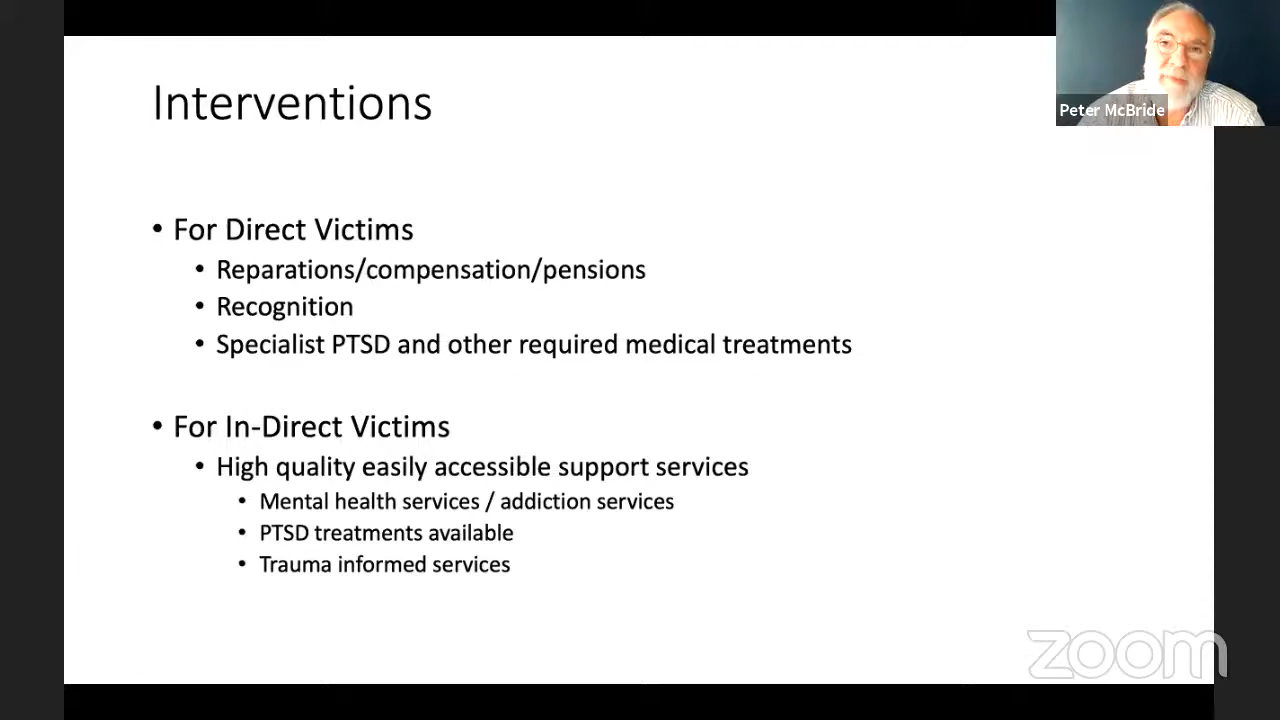 Interventions
Peter McBride
• For Direct Victims
• Reparations/compensation/pensions
• Recognition
• Specialist PTSD and other required medical treatments
• For In-Direct Victims
• High quality easily accessible support services
• Mental health services / addiction services
• PTSD treatments available
• Trauma informed services
zoom